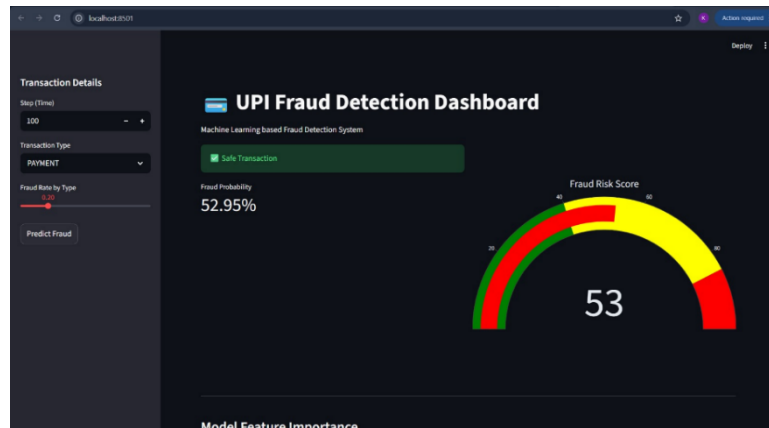 localhost:8501
K
Action required
Deploy
Transaction Details
Step (Time)
100
- +
Transaction Type
PAYMENT
Fraud Rate by Type
0.20
Predict Fraud
UPI Fraud Detection Dashboard
Machine Learning based Fraud Detection System
Safe Transaction
Fraud Probability
52.95%
Fraud Risk Score
20
40
60
80
53
Model Feature Importance